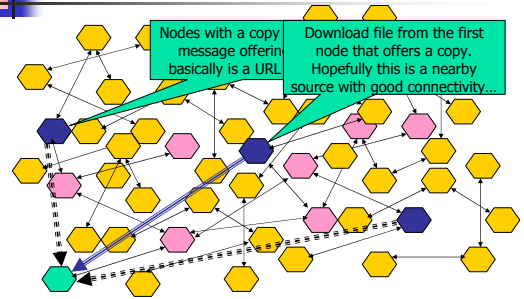 Nodes with a copy
message offerin
basically is a URL
Download file from the first
node that offers a copy.
Hopefully this is a nearby
source with good connectivity…